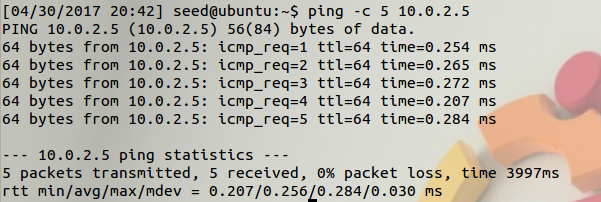 [04/30/2017 20:42] seed@ubuntu:~$ ping -c 5 10.0.2.5
PING 10.0.2.5 (10.0.2.5) 56(84) bytes of data.
64 bytes from 10.0.2.5: icmp_req=1 ttl=64 time=0.254 ms
64 bytes from 10.0.2.5: icmp_req=2 ttl=64 time=0.265 ms
64 bytes from 10.0.2.5: icmp_req=3 ttl=64 time=0.272 ms
64 bytes from 10.0.2.5: icmp_req=4 ttl=64 time=0.207 ms
64 bytes from 10.0.2.5: icmp_req=5 ttl=64 time=0.284 ms
--- 10.0.2.5 ping statistics ---
5 packets transmitted, 5 received, 0% packet loss, time 3997ms
rtt min/avg/max/mdev = 0.207/0.256/0.284/0.030 ms